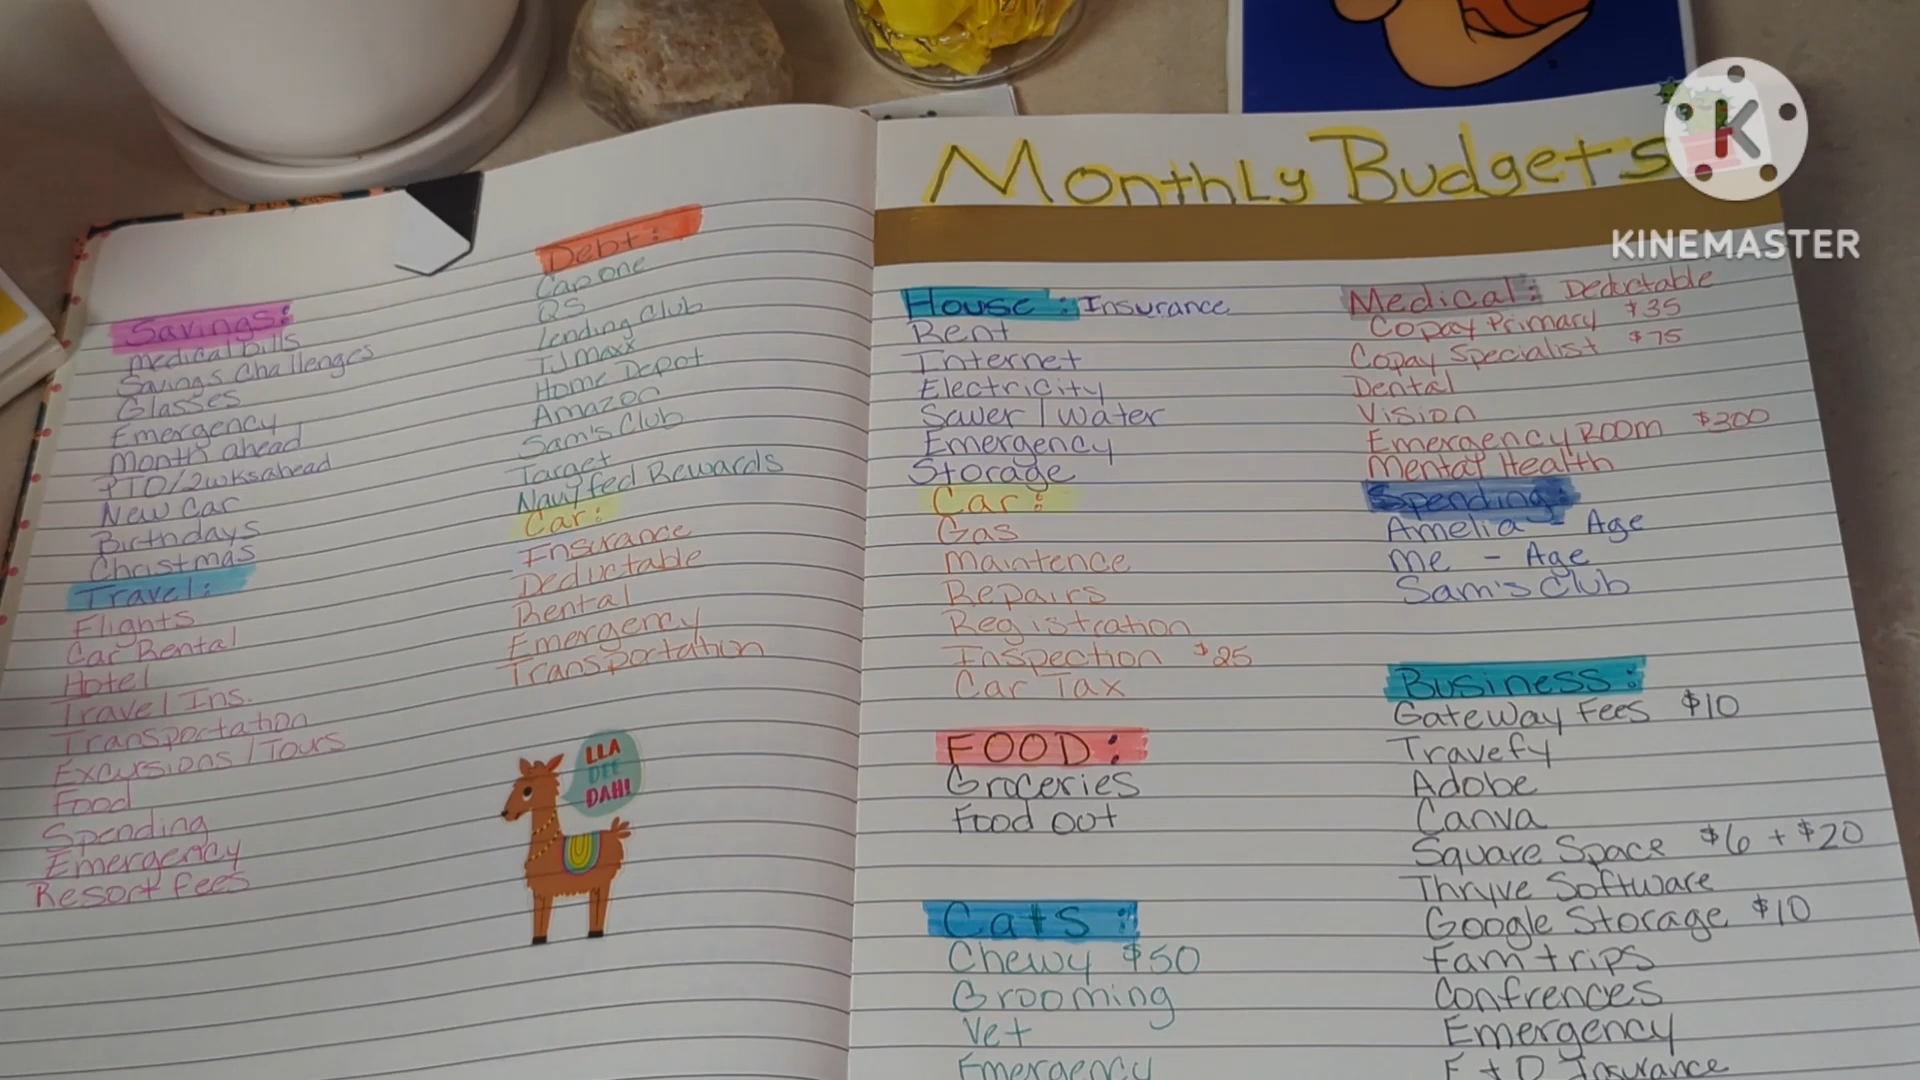 Savings:
Medical bills
Savings Challenges
Glasses
Emergency
Month ahead
PTO/2wksahead
New Car
Birthdays
Christmas
Travel:
Flights
Car Rental
Hotel
Travel Ins.
Transportation
Excursions / Tours
Food
Spending
Emergency
Resort fees
Debt:
Cap one
QS
Lending Club
TJ maxx
Home Depot
Amazon
Sam's Club
Target
Navy fed Rewards
Car:
Insurance
Deductable
Rental
Emergency
Transportation
LLA
DEE
DAH!
Monthly Budgets
House: Insurance
Rent
Internet
Electricity
Sewer / Water
Emergency
Storage
Car:
Gas
Maintence
Repairs
Registration
Inspection $25
Car Tax
FOOD:
Groceries
Food out
Cats:
Chewy $50
Grooming
Vet
Emergency
Medical: Deductable
Copay Primary $35
Copay Specialist $75
Dental
Vision
Emergency Room $300
Mental Health
Spending:
Amelia - Age
Me - Age
Sam's Club
Business:
Gateway Fees $10
Travefy
Adobe
Canva
Square Space $6 + $20
Thryve Software
Google Storage $10
Fam trips
Confrences
Emergency
E + O Insurance
K
KINEMASTER